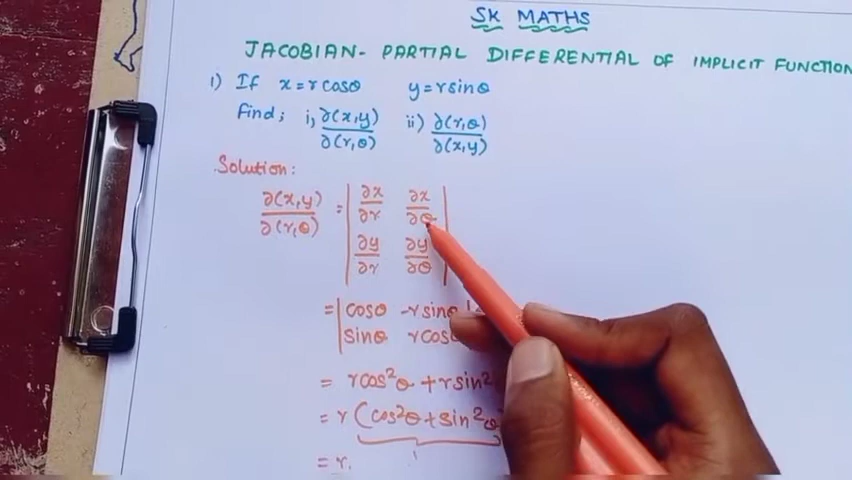 SK MATHS
JACOBIAN- PARTIAL DIFFERENTIAL OF IMPLICIT FUNCTION
i) If x = r cosθ y = r sinθ
Find; i, ∂(x,y)/∂(r,θ) ii) ∂(r,θ)/∂(x,y)
Solution:
∂(x,y)/∂(r,θ) = | ∂x/∂r ∂x/∂θ |
| ∂y/∂r ∂y/∂θ |
= | cosθ -r sinθ |
| sinθ r cos
= r cos²θ + r sin²
= r (cos²θ + sin²θ
1
= r.